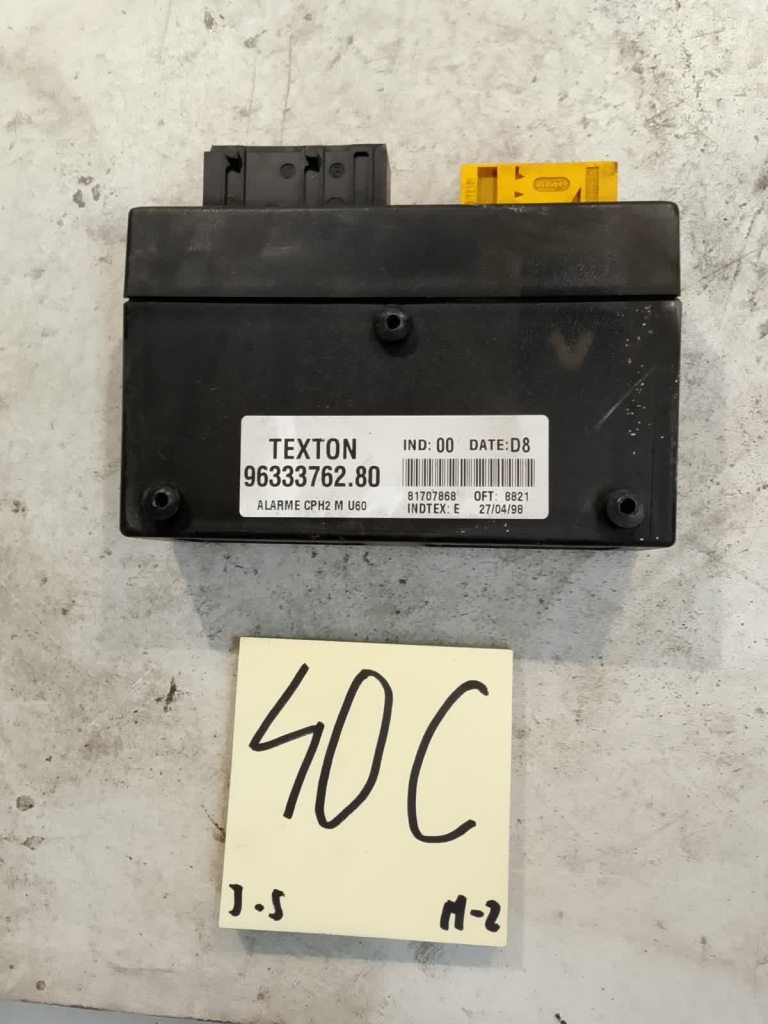 AMP
TEXTON
96333762.80
ALARME CPH2 M U60
IND: 00 DATE: D8
81707868 OFT: 8821
INDTEX: E 27/04/98
40C
J.S M-2